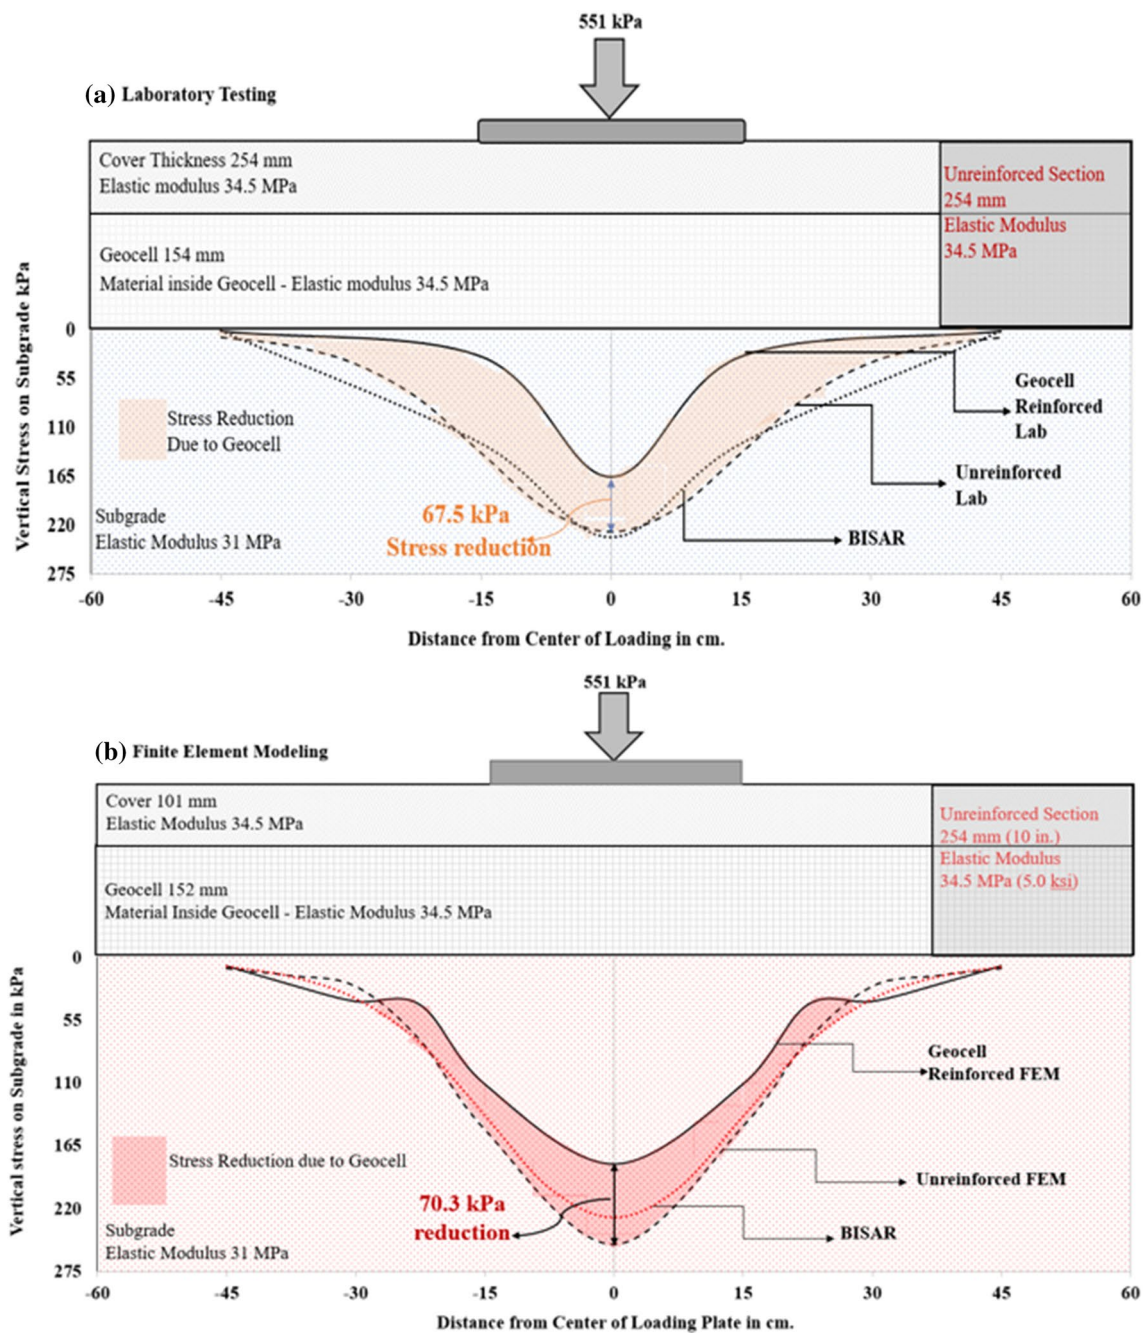 551 kPa
(a) Laboratory Testing
Cover Thickness 254 mm
Elastic modulus 34.5 MPa
Unreinforced Section
254 mm
Elastic Modulus
34.5 MPa
Geocell 154 mm
Material inside Geocell - Elastic modulus 34.5 MPa
Vertical Stress on Subgrade kPa
0
55
110
165
220
275
Stress Reduction
Due to Geocell
Geocell
Reinforced
Lab
Unreinforced
Lab
BISAR
67.5 kPa
Stress reduction
Subgrade
Elastic Modulus 31 MPa
-60 -45 -30 -15 0 15 30 45 60
Distance from Center of Loading in cm.
551 kPa
(b) Finite Element Modeling
Cover 101 mm
Elastic Modulus 34.5 MPa
Unreinforced Section
254 mm (10 in.)
Elastic Modulus
34.5 MPa (5.0 ksi)
Geocell 152 mm
Material Inside Geocell - Elastic Modulus 34.5 MPa
Vertical stress on Subgrade in kPa
0
55
110
165
220
275
Geocell
Reinforced FEM
Stress Reduction due to Geocell
Unreinforced FEM
BISAR
70.3 kPa
reduction
Subgrade
Elastic Modulus 31 MPa
-60 -45 -30 -15 0 15 30 45 60
Distance from Center of Loading Plate in cm.